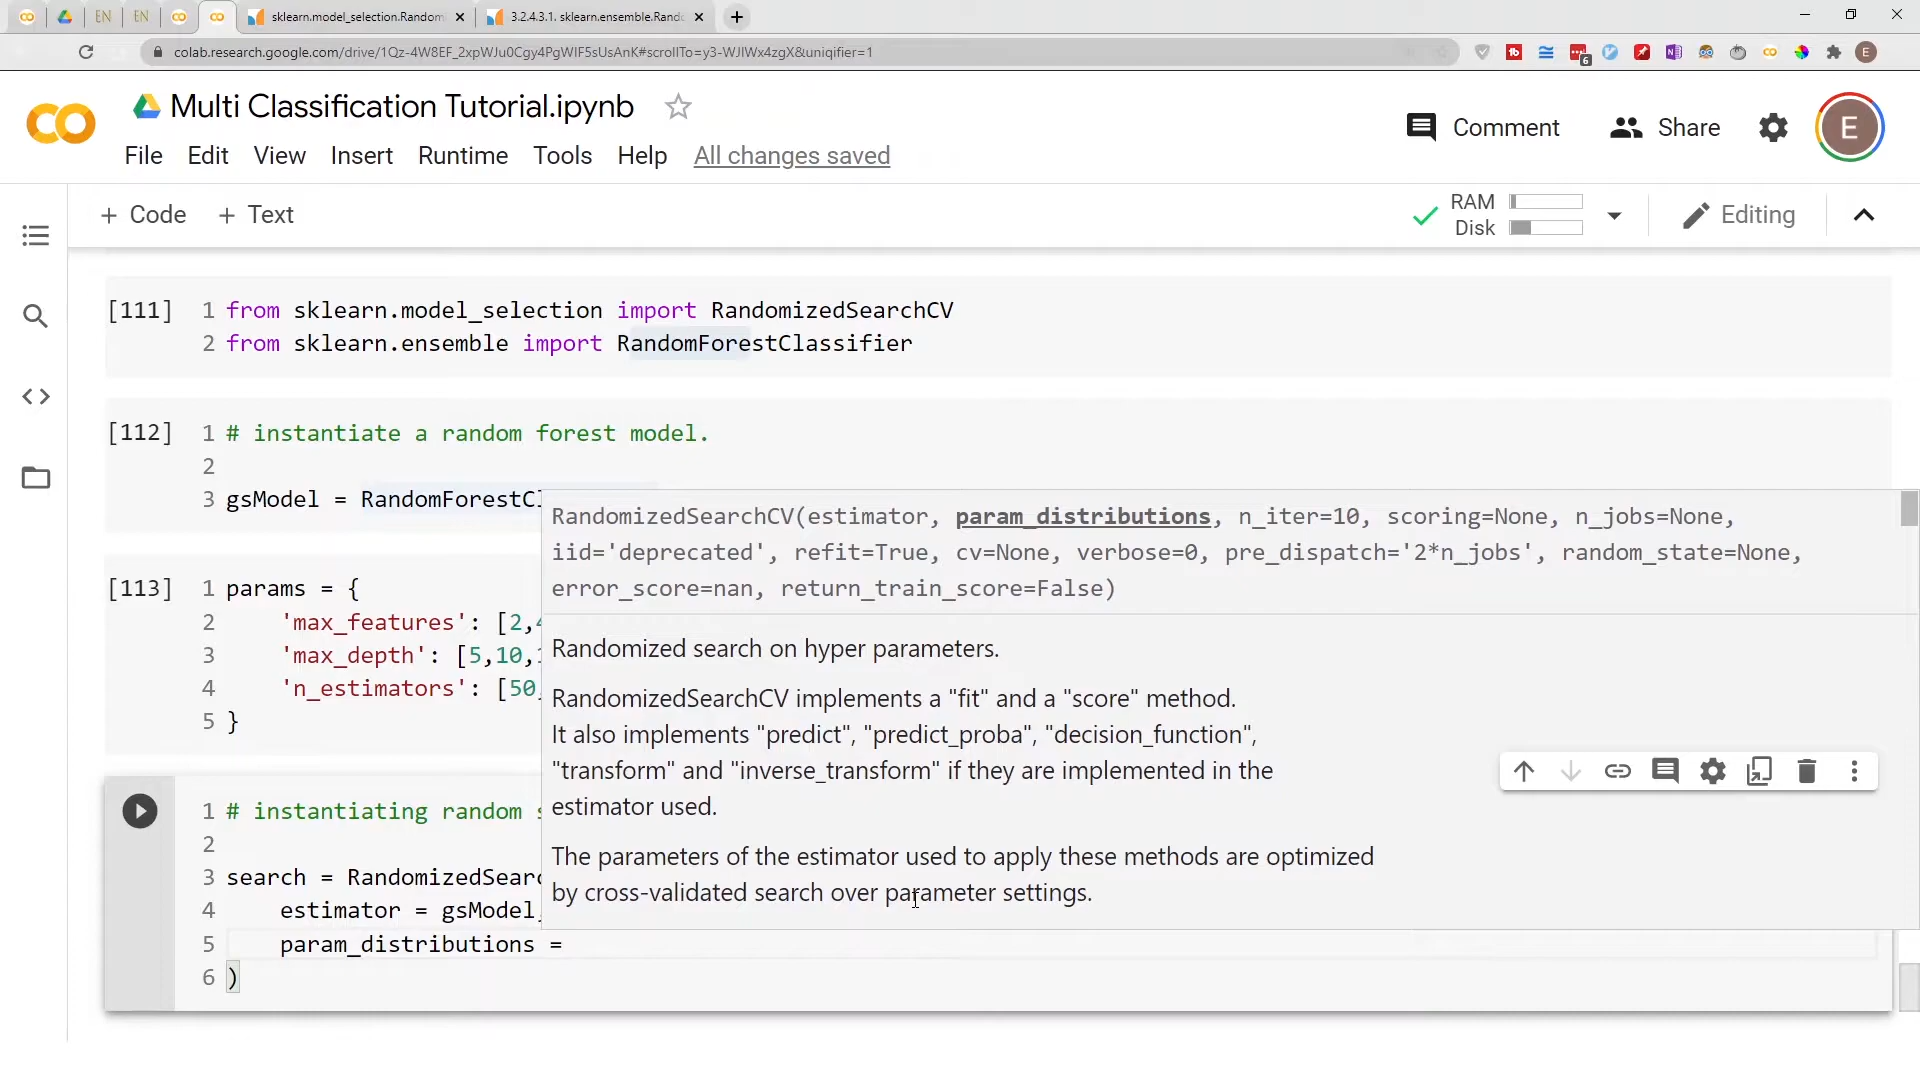 EN
EN
sklearn.model_selection.Random
3.2.4.3.1. sklearn.ensemble.Rand
colab.research.google.com/drive/1Qz-4W8EF_2xpWJu0Cgy4PgWIF5sUsAnK#scrollTo=y3-WJIWx4zgX&uniqifier=1
6
E
Multi Classification Tutorial.ipynb
Comment
Share
E
File Edit View Insert Runtime Tools Help All changes saved
+ Code + Text
RAM
Disk
Editing
[111] 1 from sklearn.model_selection import RandomizedSearchCV
2 from sklearn.ensemble import RandomForestClassifier
[112] 1 # instantiate a random forest model.
2
3 gsModel = RandomForestCl
RandomizedSearchCV(estimator, param_distributions, n_iter=10, scoring=None, n_jobs=None,
iid='deprecated', refit=True, cv=None, verbose=0, pre_dispatch='2*n_jobs', random_state=None,
error_score=nan, return_train_score=False)
[113] 1 params = {
2 'max_features': [2,4
3 'max_depth': [5,10,1
4 'n_estimators': [50,
5 }
Randomized search on hyper parameters.
RandomizedSearchCV implements a "fit" and a "score" method.
It also implements "predict", "predict_proba", "decision_function",
"transform" and "inverse_transform" if they are implemented in the
estimator used.
The parameters of the estimator used to apply these methods are optimized
by cross-validated search over parameter settings.
1 # instantiating random s
2
3 search = RandomizedSearc
4 estimator = gsModel,
5 param_distributions =
6 )